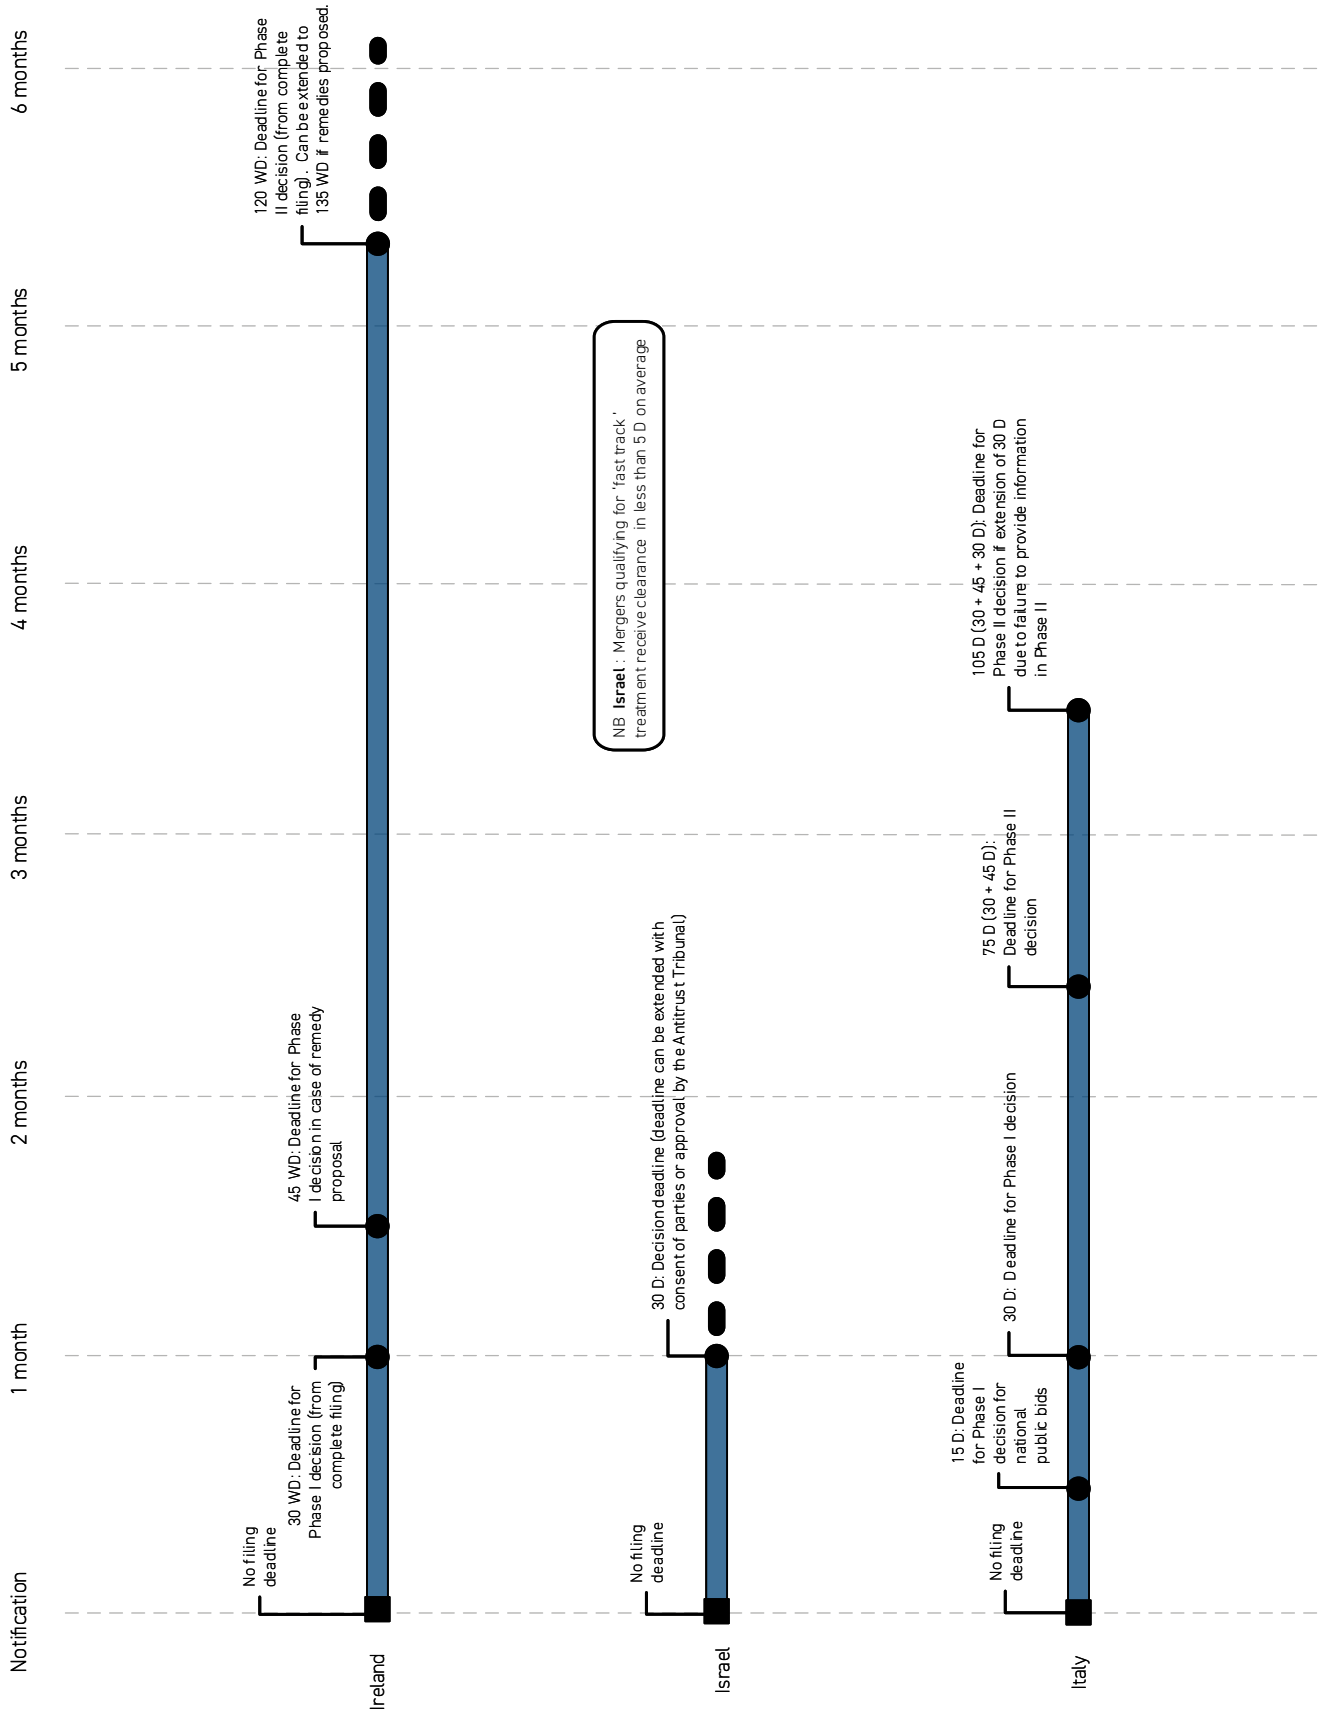 Notification
1 month
2 months
3 months
4 months
5 months
6 months
Ireland
No filing
deadline
30 WD: Deadline for
Phase I decision (from
complete filing)
45 WD: Deadline for Phase
I decision in case of remedy
proposal
120 WD: Deadline for Phase
II decision (from complete
filing). Can be extended to
135 WD if remedies proposed.
Israel
No filing
deadline
30 D: Decision deadline (deadline can be extended with
consent of parties or approval by the Antitrust Tribunal)
NB Israel : Mergers qualifying for 'fast track'
treatment receive clearance in less than 5 D on average
Italy
No filing
deadline
15 D: Deadline
for Phase I
decision for
national
public bids
30 D: Deadline for Phase I decision
75 D (30 + 45 D):
Deadline for Phase II
decision
105 D (30 + 45 + 30 D): Deadline for
Phase II decision if extension of 30 D
due to failure to provide information
in Phase II